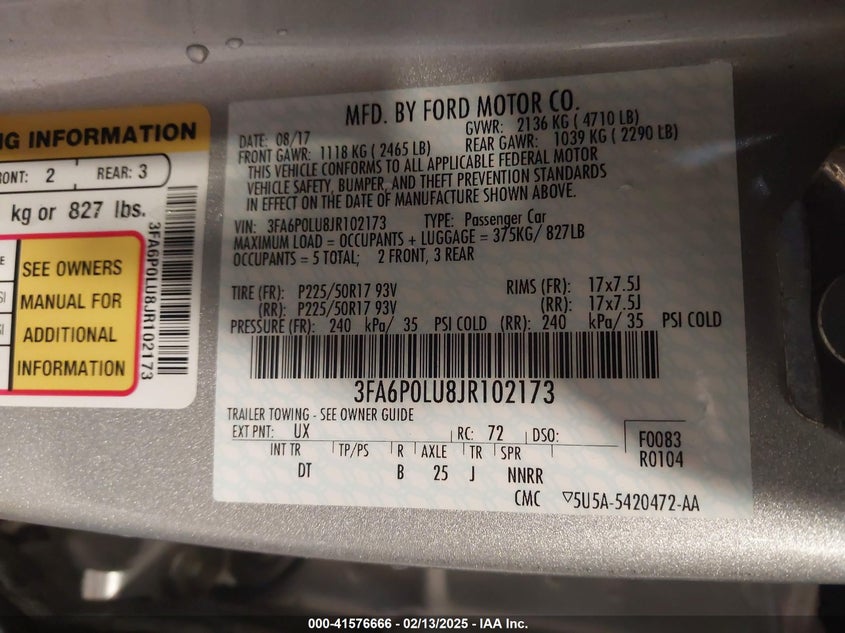 NG INFORMATION
RONT: 2 REAR: 3
kg or 827 lbs.
SEE OWNERS
MANUAL FOR
ADDITIONAL
INFORMATION
3FA6P0LU8JR102173
MFD. BY FORD MOTOR CO.
DATE: 08/17 GVWR: 2136 KG ( 4710 LB)
FRONT GAWR: 1118 KG ( 2465 LB) REAR GAWR: 1039 KG ( 2290 LB)
THIS VEHICLE CONFORMS TO ALL APPLICABLE FEDERAL MOTOR
VEHICLE SAFETY, BUMPER, AND THEFT PREVENTION STANDARDS
IN EFFECT ON THE DATE OF MANUFACTURE SHOWN ABOVE.
VIN: 3FA6P0LU8JR102173 TYPE: Passenger Car
MAXIMUM LOAD = OCCUPANTS + LUGGAGE = 375KG/ 827LB
OCCUPANTS = 5 TOTAL; 2 FRONT, 3 REAR
TIRE (FR): P225/50R17 93V RIMS (FR): 17x7.5J
(RR): P225/50R17 93V (RR): 17x7.5J
PRESSURE (FR): 240 kPa/ 35 PSI COLD (RR): 240 kPa/ 35 PSI COLD
3FA6P0LU8JR102173
TRAILER TOWING - SEE OWNER GUIDE
EXT PNT: UX RC: 72 DSO: F0083
R0104
INT TR TP/PS R AXLE TR SPR
DT B 25 J NNRR
CMC ▽5U5A-5420472-AA
000-41576666 - 02/13/2025 - IAA Inc.